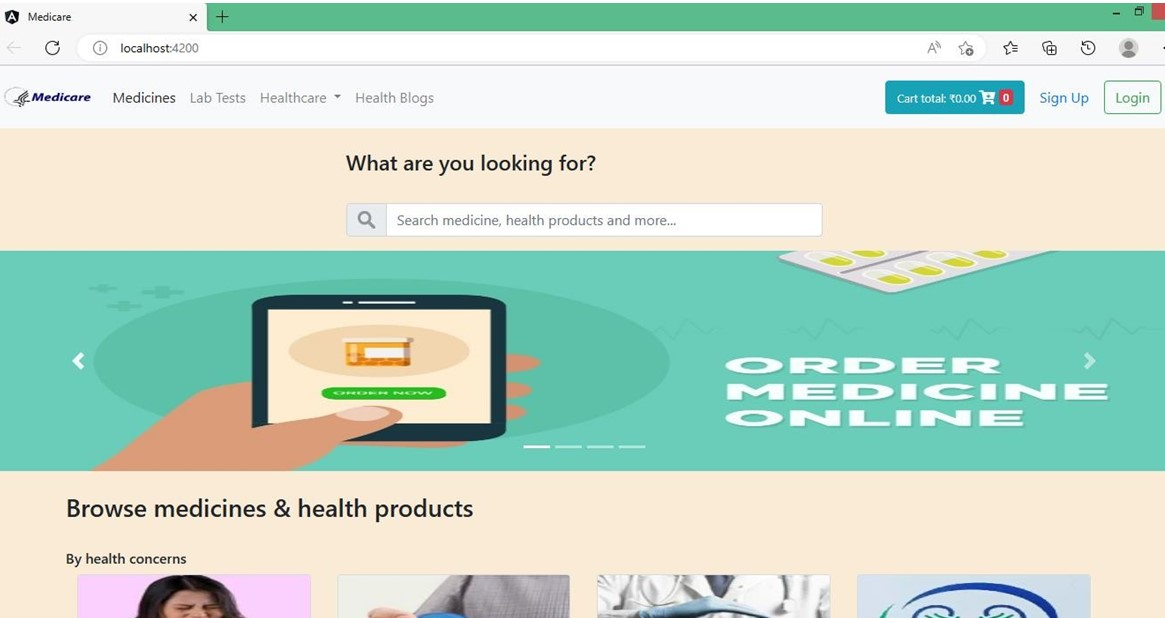 Medicare
localhost:4200
Medicare Medicines Lab Tests Healthcare Health Blogs Cart total: ₹0.00 0 Sign Up Login
What are you looking for?
Search medicine, health products and more...
ORDER NOW
ORDER
MEDICINE
ONLINE
Browse medicines & health products
By health concerns